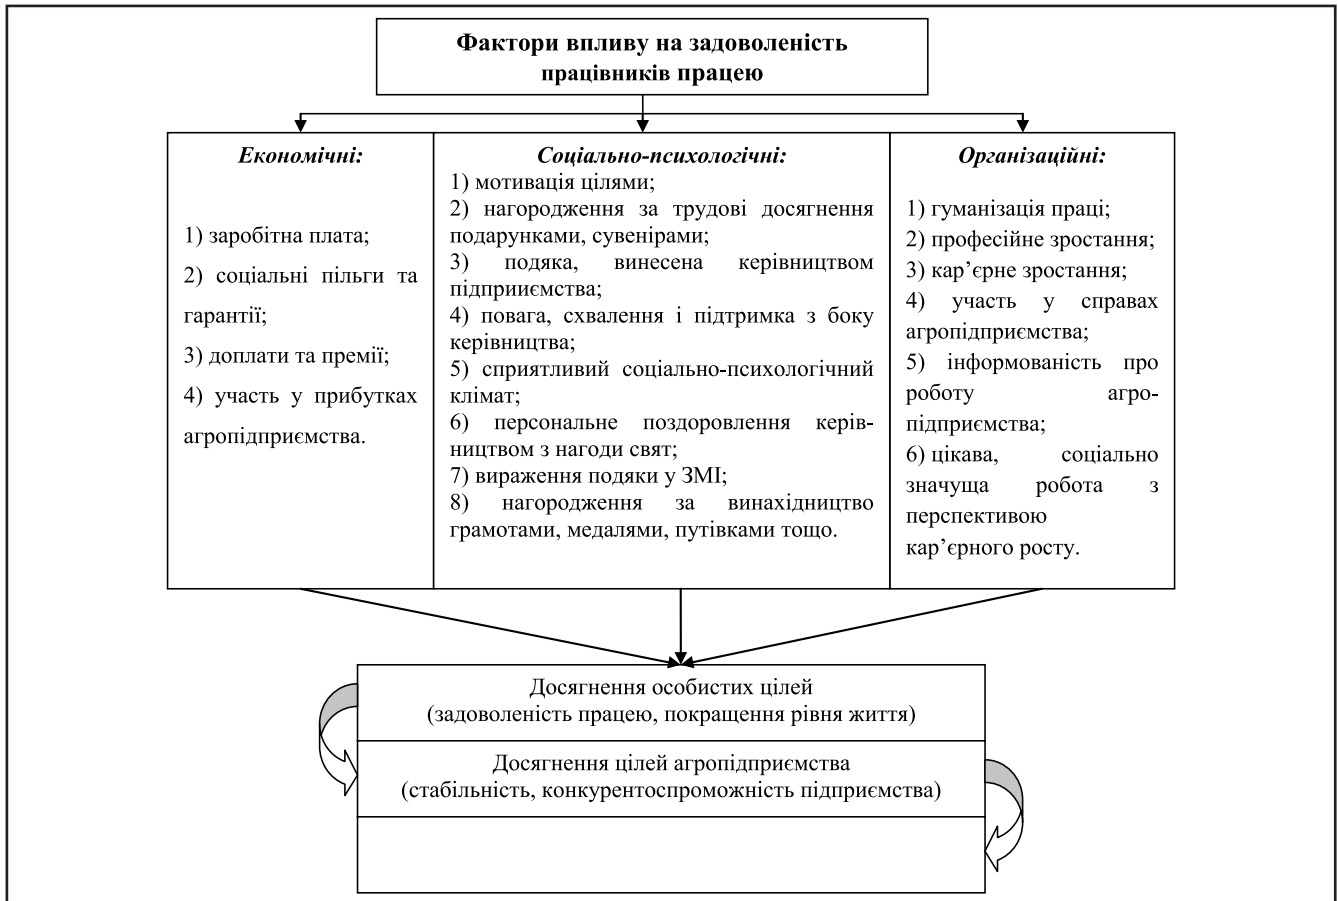 Фактори впливу на задоволеність
працівників працею
Економічні:
1) заробітна плата;
2) соціальні пільги та
гарантії;
3) доплати та премії;
4) участь у прибутках
агропідприємства.
Соціально-психологічні:
1) мотивація цілями;
2) нагородження за трудові досягнення
подарунками, сувенірами;
3) подяка, винесена керівництвом
підприиємства;
4) повага, схвалення і підтримка з боку
керівництва;
5) сприятливий соціально-психологічний
клімат;
6) персональне поздоровлення керів-
ництвом з нагоди свят;
7) вираження подяки у ЗМІ;
8) нагородження за винахідництво
грамотами, медалями, путівками тощо.
Організаційні:
1) гуманізація праці;
2) професійне зростання;
3) кар’єрне зростання;
4) участь у справах
агропідприємства;
5) інформованість про
роботу агро-
підприємства;
6) цікава, соціально
значуща робота з
перспективою
кар’єрного росту.
Досягнення особистих цілей
(задоволеність працею, покращення рівня життя)
Досягнення цілей агропідприємства
(стабільність, конкурентоспроможність підприємства)